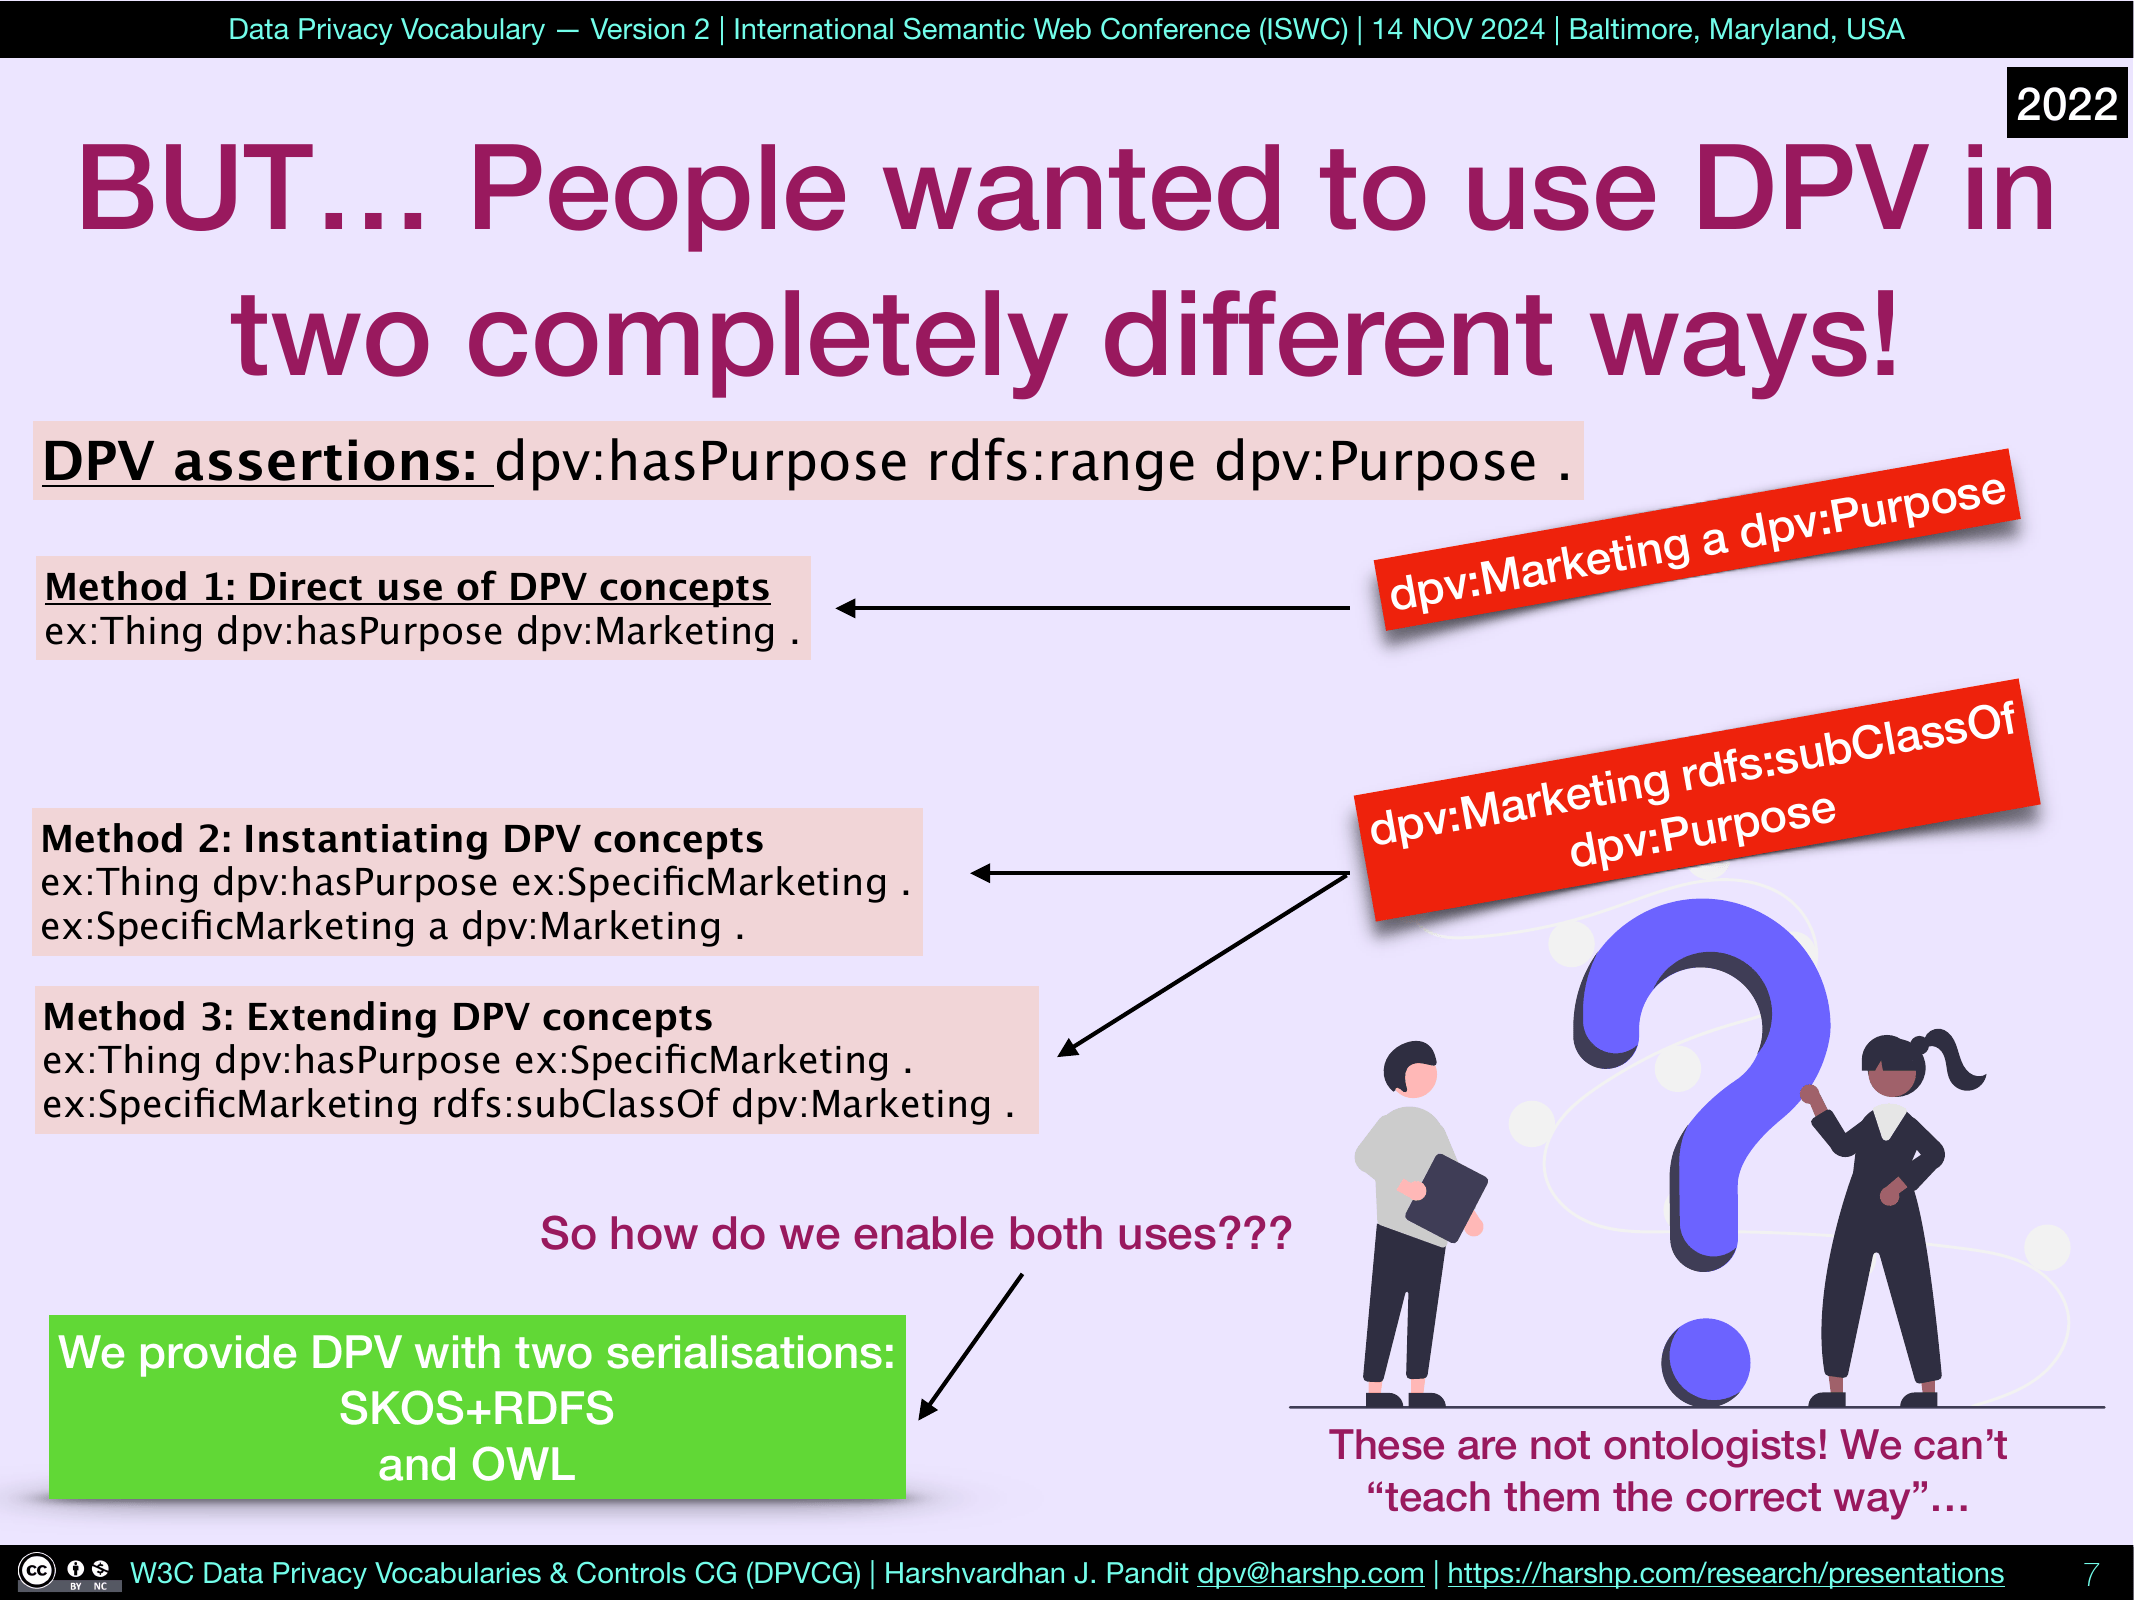 Data Privacy Vocabulary — Version 2 | International Semantic Web Conference (ISWC) | 14 NOV 2024 | Baltimore, Maryland, USA
2022
BUT… People wanted to use DPV in
two completely different ways!
DPV assertions: dpv:hasPurpose rdfs:range dpv:Purpose .
dpv:Marketing a dpv:Purpose
Method 1: Direct use of DPV concepts
ex:Thing dpv:hasPurpose dpv:Marketing .
dpv:Marketing rdfs:subClassOf
dpv:Purpose
Method 2: Instantiating DPV concepts
ex:Thing dpv:hasPurpose ex:SpecificMarketing .
ex:SpecificMarketing a dpv:Marketing .
Method 3: Extending DPV concepts
ex:Thing dpv:hasPurpose ex:SpecificMarketing .
ex:SpecificMarketing rdfs:subClassOf dpv:Marketing .
So how do we enable both uses???
We provide DPV with two serialisations:
SKOS+RDFS
and OWL
These are not ontologists! We can’t
“teach them the correct way”…
cc BY NC W3C Data Privacy Vocabularies & Controls CG (DPVCG) | Harshvardhan J. Pandit dpv@harshp.com | https://harshp.com/research/presentations 7